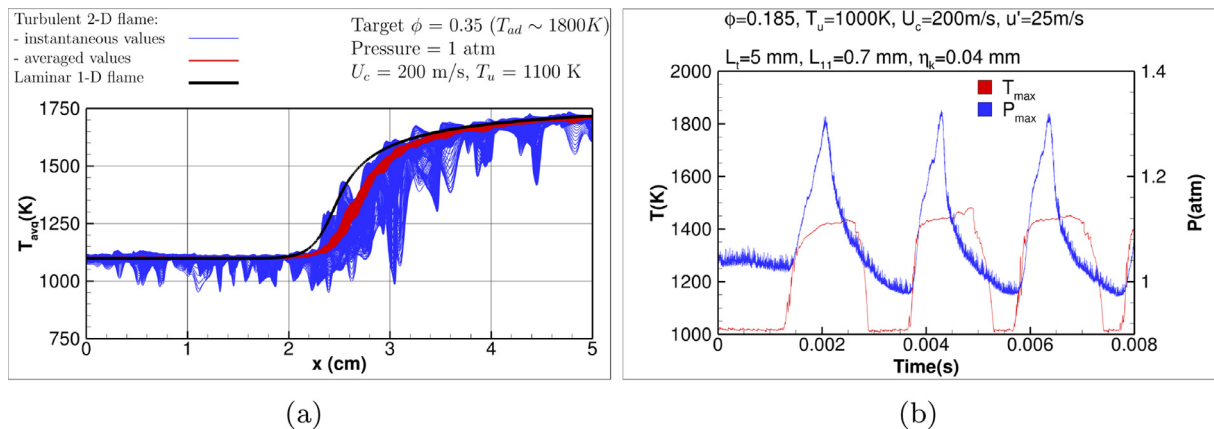 Turbulent 2-D flame:
- instantaneous values
- averaged values
Laminar 1-D flame
Target ϕ = 0.35 (T_ad ∼ 1800K)
Pressure = 1 atm
U_c = 200 m/s, T_u = 1100 K
1750
1500
1250
1000
750
T_avg(K)
0 1 2 3 4 5
x (cm)
(a)
ϕ=0.185, T_u=1000K, U_c=200m/s, u'=25m/s
L_t=5 mm, L_11=0.7 mm, η_k=0.04 mm
2000
1800
1600
1400
1200
1000
T(K)
T_max
P_max
1.4
1.2
1
P(atm)
0 0.002 0.004 0.006 0.008
Time(s)
(b)